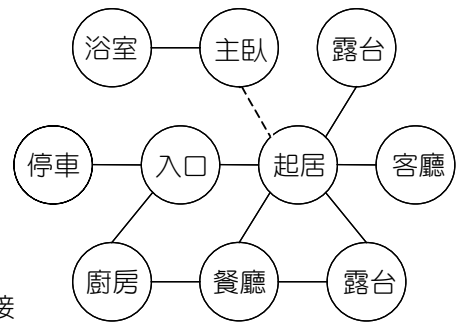 浴室 主臥 露台
停車 入口 起居 客廳
廚房 餐廳 露台
接